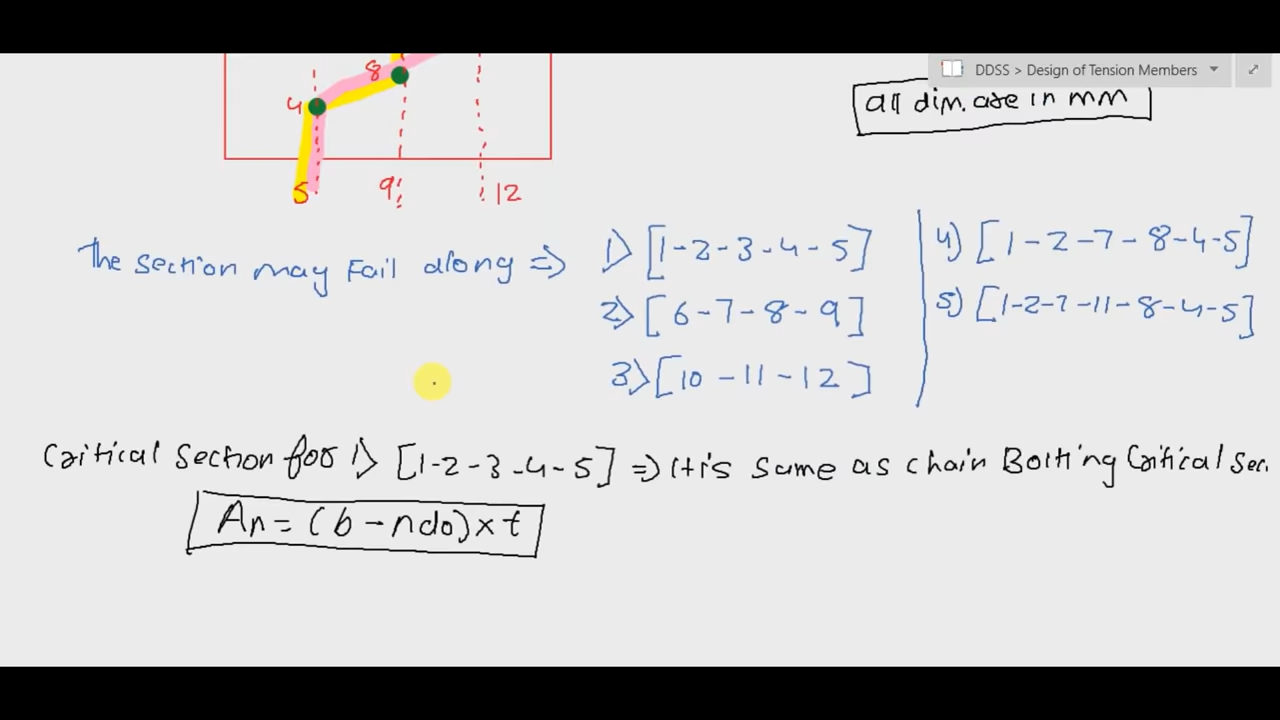 8
DDSS > Design of Tension Members
4
all dim. are in mm
5 9 12
The section may Fail along ⇒ 1) [1-2-3-4-5]
2) [6-7-8-9]
3) [10-11-12]
4) [1-2-7-8-4-5]
5) [1-2-7-11-8-4-5]
Critical Section for 1) [1-2-3-4-5] ⇒ It is same as chain Bolting Critical Sec.
An = (b - ndo) x t